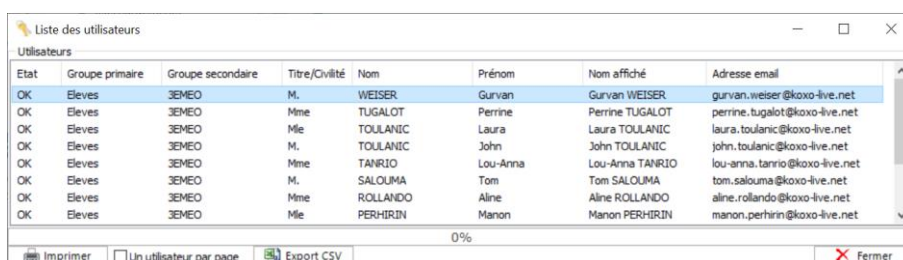 Liste des utilisateurs
Utilisateurs
Etat Groupe primaire Groupe secondaire Titre/Civilité Nom Prénom Nom affiché Adresse email
OK Eleves 3EMEO M. WEISER Gurvan Gurvan WEISER gurvan.weiser@koxo-live.net
OK Eleves 3EMEO Mme TUGALOT Perrine Perrine TUGALOT perrine.tugalot@koxo-live.net
OK Eleves 3EMEO Mle TOULANIC Laura Laura TOULANIC laura.toulanic@koxo-live.net
OK Eleves 3EMEO M. TOULANIC John John TOULANIC john.toulanic@koxo-live.net
OK Eleves 3EMEO Mme TANRIO Lou-Anna Lou-Anna TANRIO lou-anna.tanrio@koxo-live.net
OK Eleves 3EMEO M. SALOUMA Tom Tom SALOUMA tom.salouma@koxo-live.net
OK Eleves 3EMEO Mme ROLLANDO Aline Aline ROLLANDO aline.rollando@koxo-live.net
OK Eleves 3EMEO Mle PERHIRIN Manon Manon PERHIRIN manon.perhirin@koxo-live.net
0%
Imprimer Un utilisateur par page Export CSV Fermer